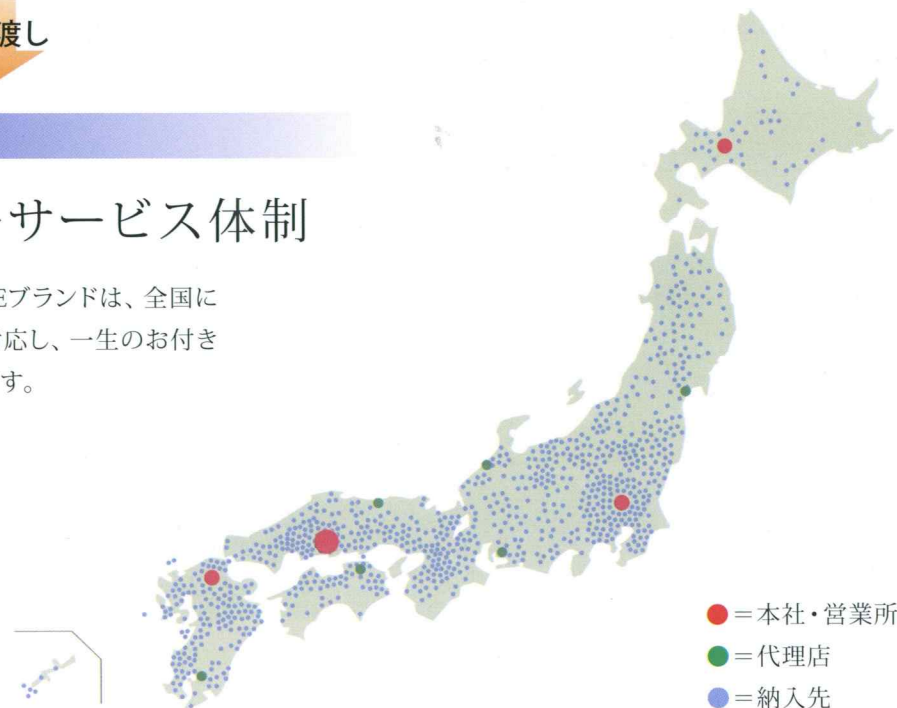 渡し
サービス体制
Eブランドは、全国に
応し、一生のお付き
す。
=本社・営業所
=代理店
=納入先